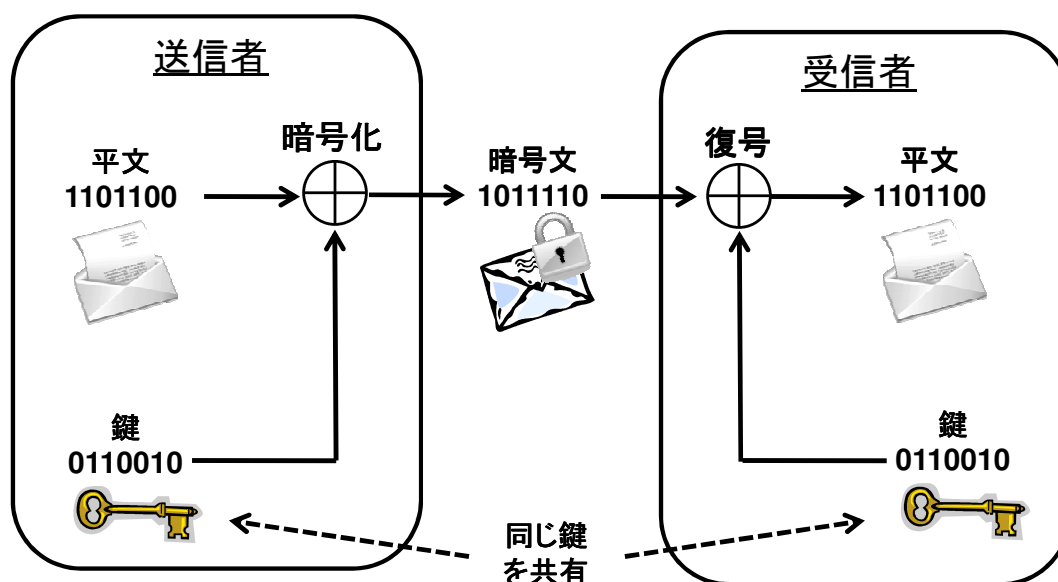 送信者
平文
1101100
暗号化
鍵
0110010
暗号文
1011110
同じ鍵
を共有
受信者
復号
平文
1101100
鍵
0110010